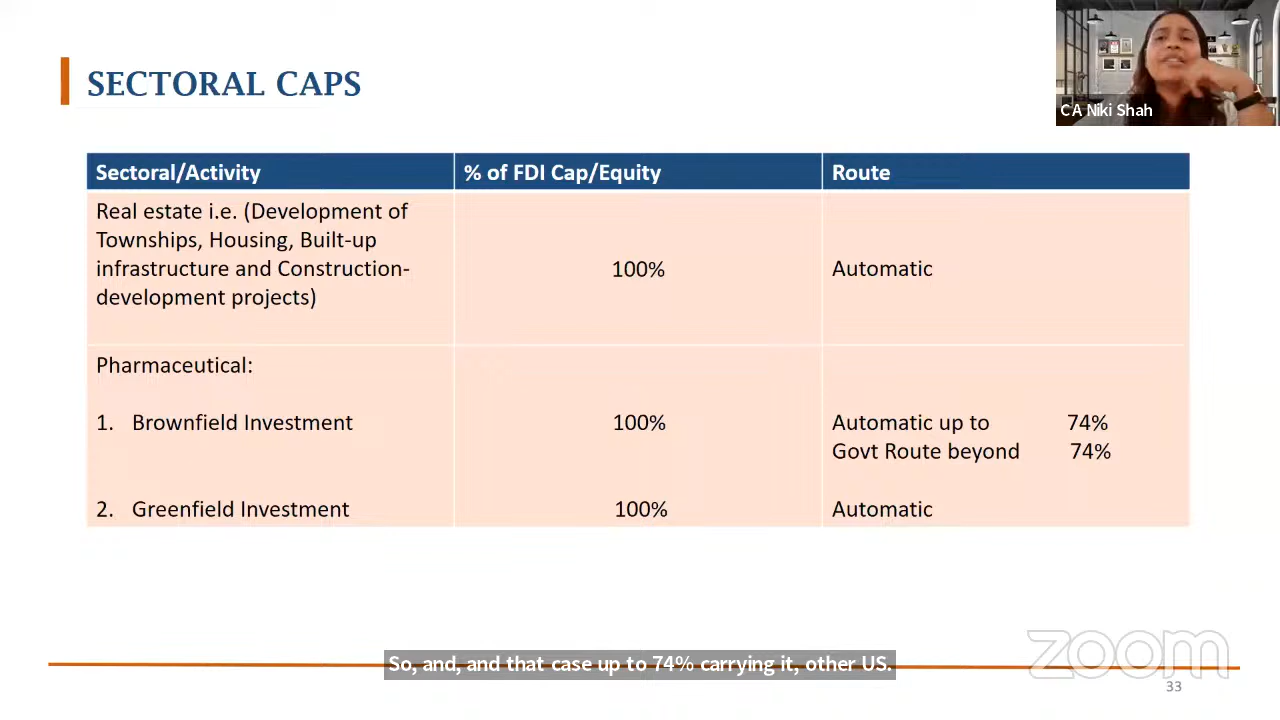 SECTORAL CAPS
CA Niki Shah
Sectoral/Activity
% of FDI Cap/Equity
Route
Real estate i.e. (Development of
Townships, Housing, Built-up
infrastructure and Construction-
development projects)
100%
Automatic
Pharmaceutical:
1. Brownfield Investment
100%
Automatic up to 74%
Govt Route beyond 74%
2. Greenfield Investment
100%
Automatic
So, and, and that case up to 74% carrying it, other US.
zoom
33